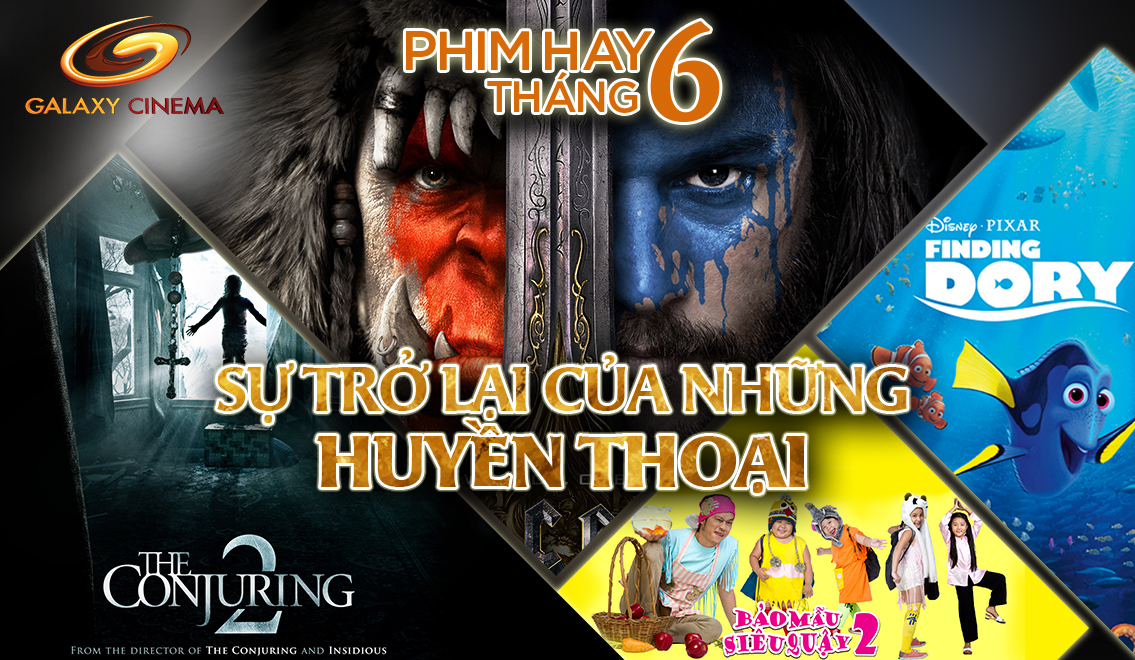 GALAXY CINEMA
PHIM HAY
THÁNG 6
Disney · PIXAR
FINDING
DORY
SỰ TRỞ LẠI CỦA NHỮNG
HUYỀN THOẠI
THE
CONJURING
2
FROM THE DIRECTOR OF THE CONJURING AND INSIDIOUS
BẢO MẪU
SIÊU QUẬY 2